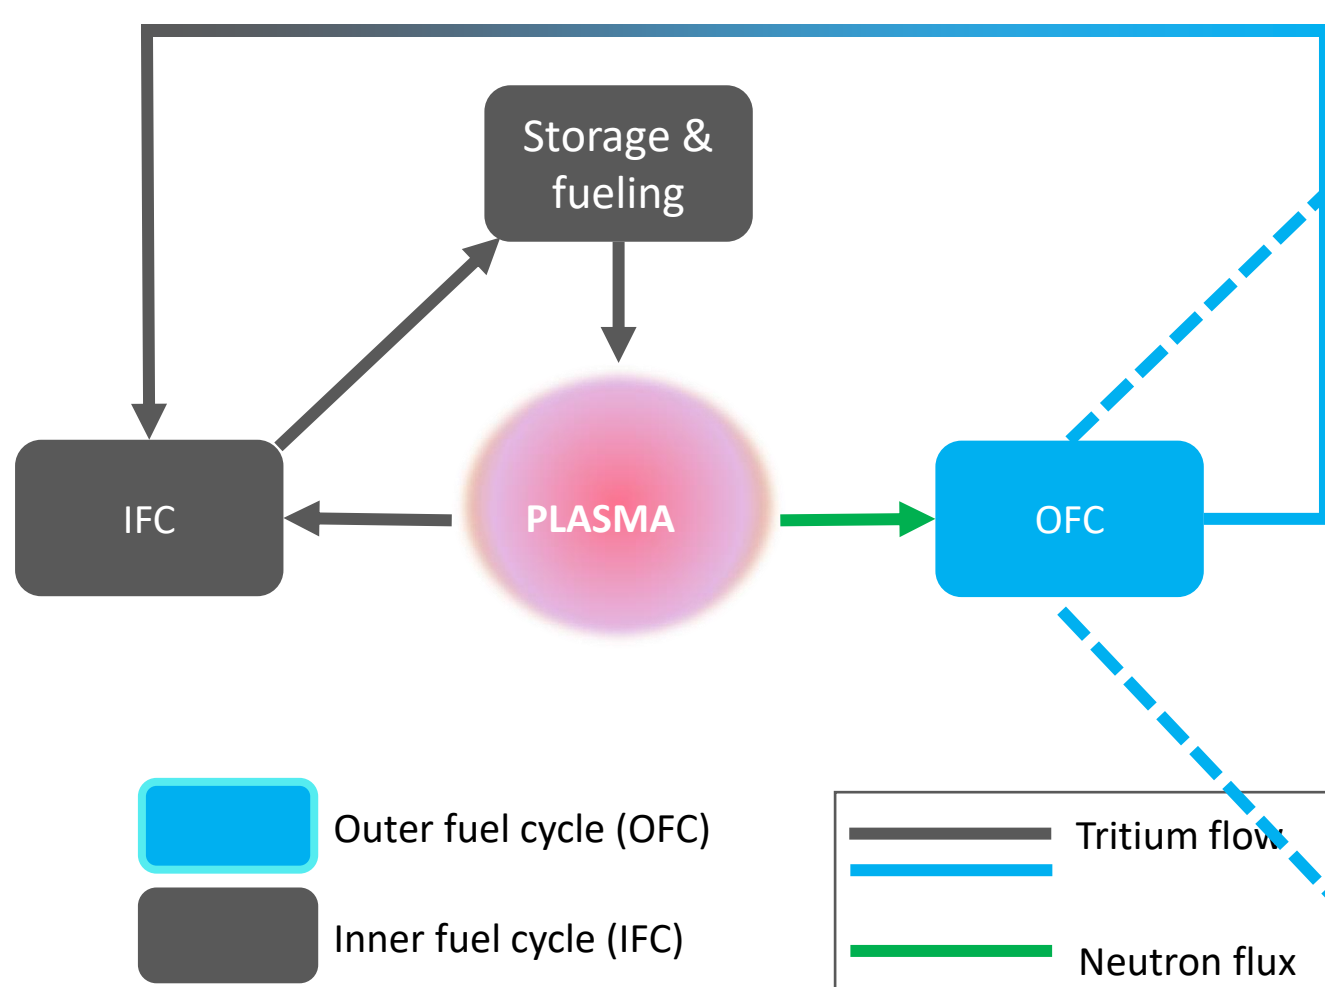 Storage &
fueling
IFC
PLASMA
OFC
Outer fuel cycle (OFC)
Tritium flow
Inner fuel cycle (IFC)
Neutron flux